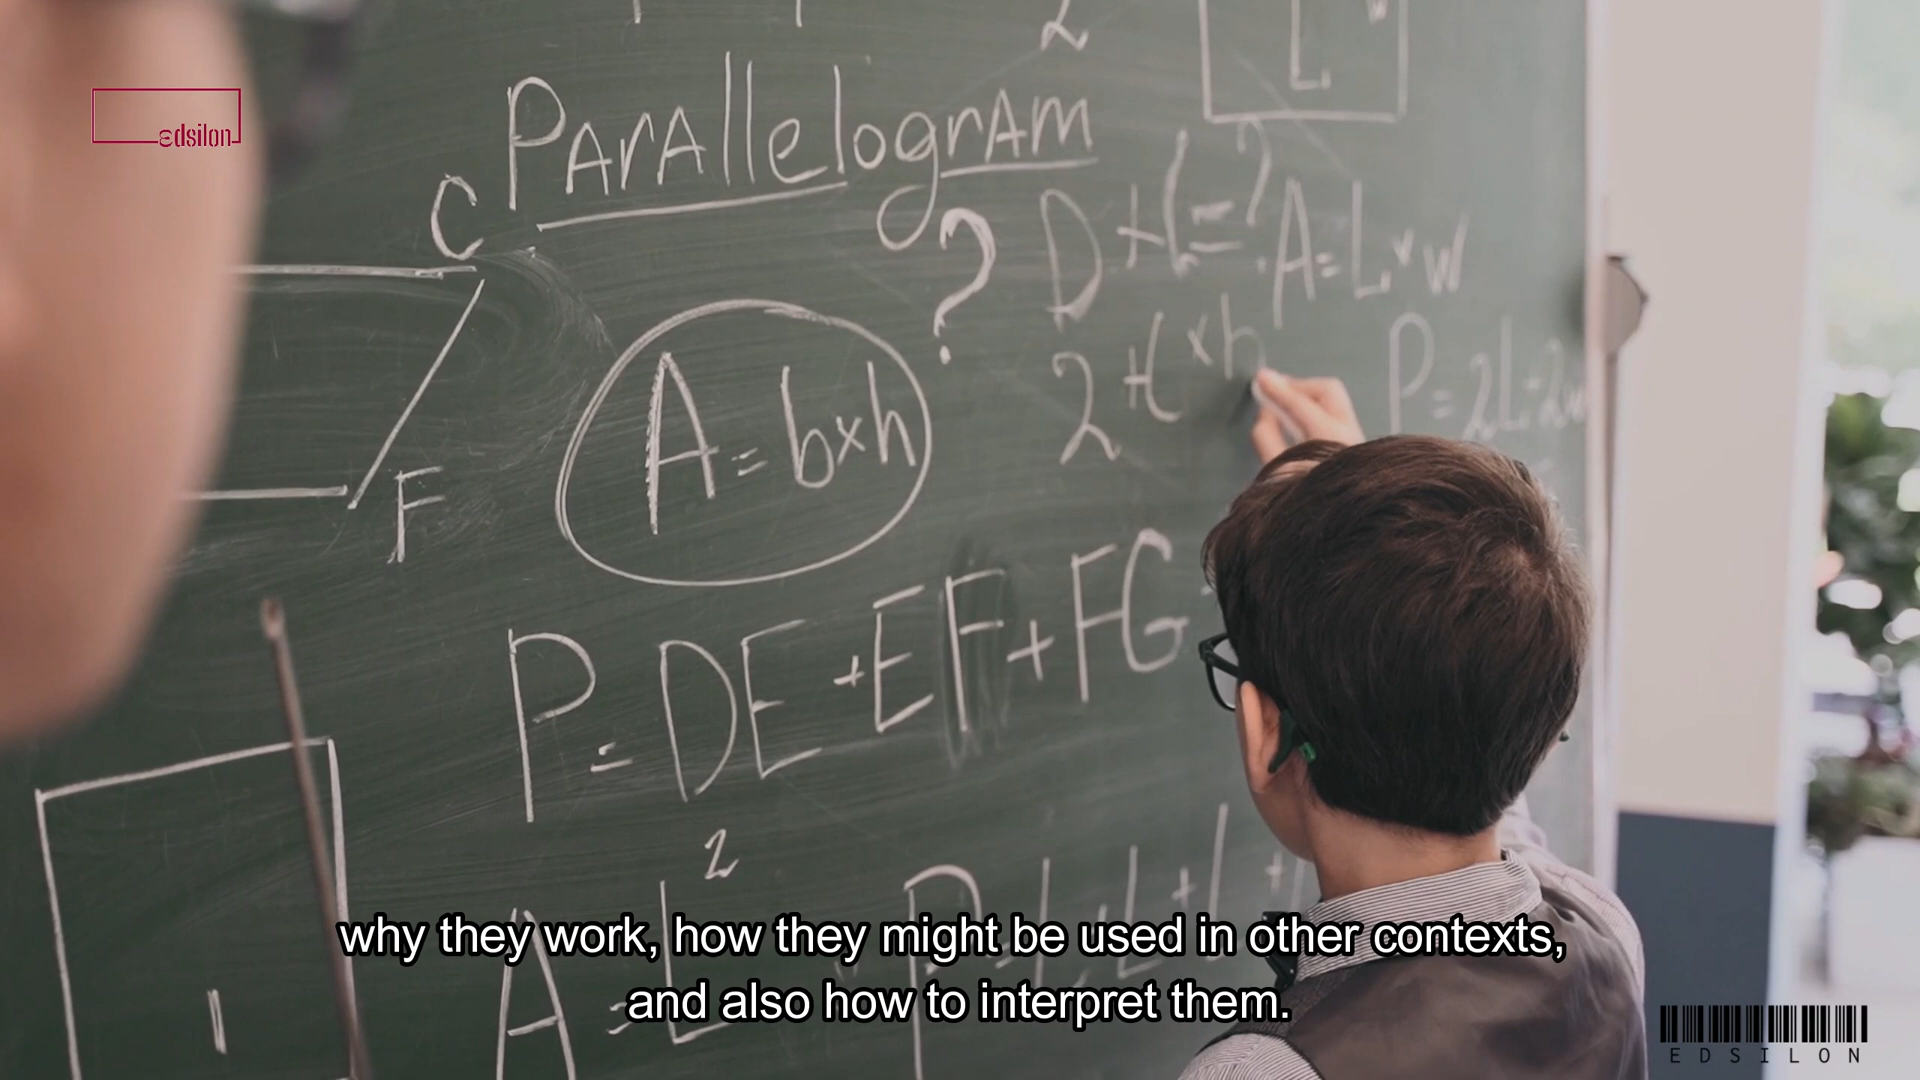 edsilon
Parallelogram
C
?
D + l = ?
A = L × w
2 + l × h
P = 2L + 2w
A = b×h
F
P = DE + EF + FG
2
A = L
why they work, how they might be used in other contexts,
and also how to interpret them.
EDSILON